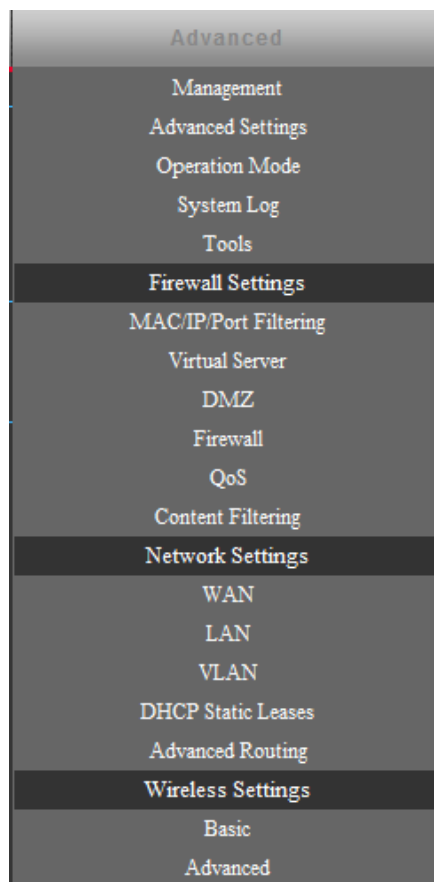 Advanced
Management
Advanced Settings
Operation Mode
System Log
Tools
Firewall Settings
MAC/IP/Port Filtering
Virtual Server
DMZ
Firewall
QoS
Content Filtering
Network Settings
WAN
LAN
VLAN
DHCP Static Leases
Advanced Routing
Wireless Settings
Basic
Advanced